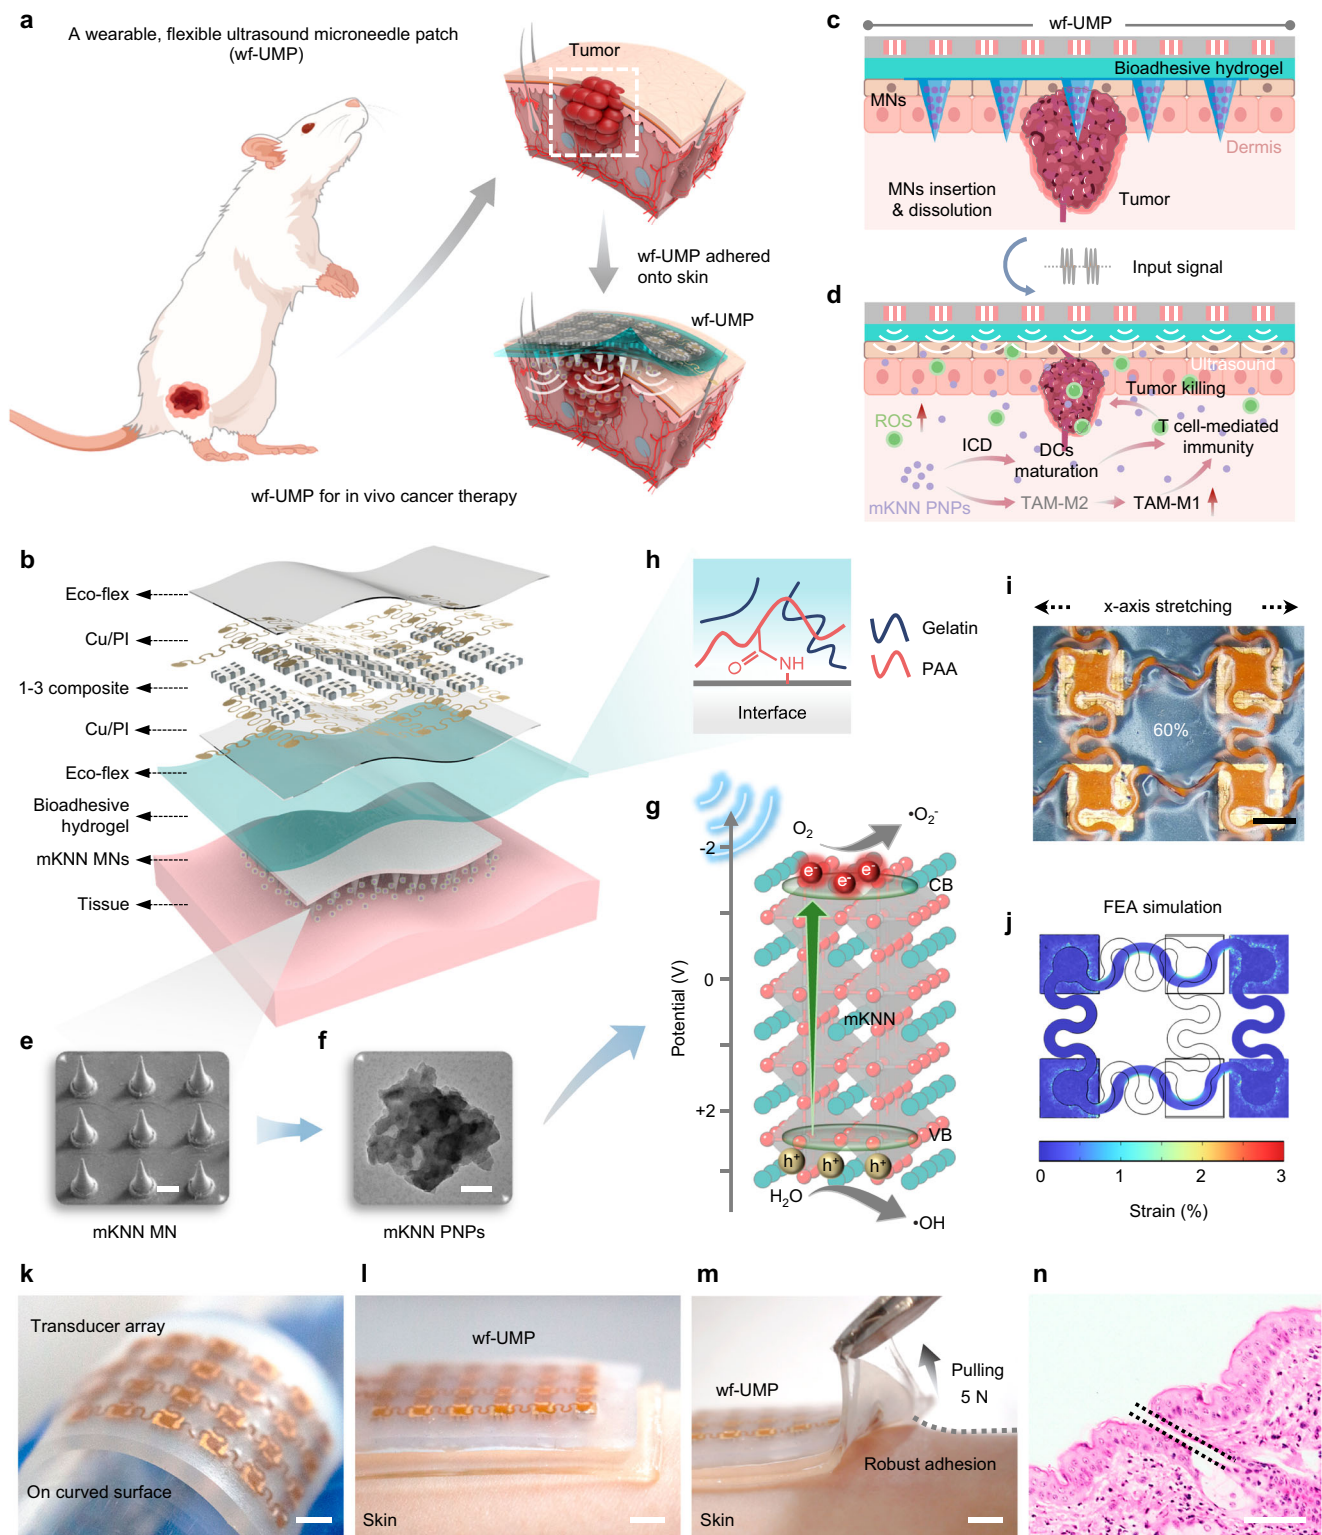 a
A wearable, flexible ultrasound microneedle patch
(wf-UMP)
Tumor
wf-UMP adhered
onto skin
wf-UMP
wf-UMP for in vivo cancer therapy
c
wf-UMP
Bioadhesive hydrogel
MNs
Dermis
MNs insertion
& dissolution
Tumor
Input signal
d
Ultrasound
Tumor killing
ROS
T cell-mediated
immunity
ICD
DCs
maturation
mKNN PNPs
TAM-M2
TAM-M1
b
Eco-flex
Cu/PI
1-3 composite
Cu/PI
Eco-flex
Bioadhesive
hydrogel
mKNN MNs
Tissue
h
O
NH
Interface
Gelatin
PAA
i
x-axis stretching
60%
g
O₂
•O₂⁻
-2
e⁻
e⁻
e⁻
CB
0
Potential (V)
mKNN
+2
VB
h⁺
h⁺
h⁺
H₂O
•OH
j
FEA simulation
0
1
2
3
Strain (%)
e
mKNN MN
f
mKNN PNPs
k
Transducer array
On curved surface
l
wf-UMP
Skin
m
wf-UMP
Pulling
5 N
Robust adhesion
Skin
n